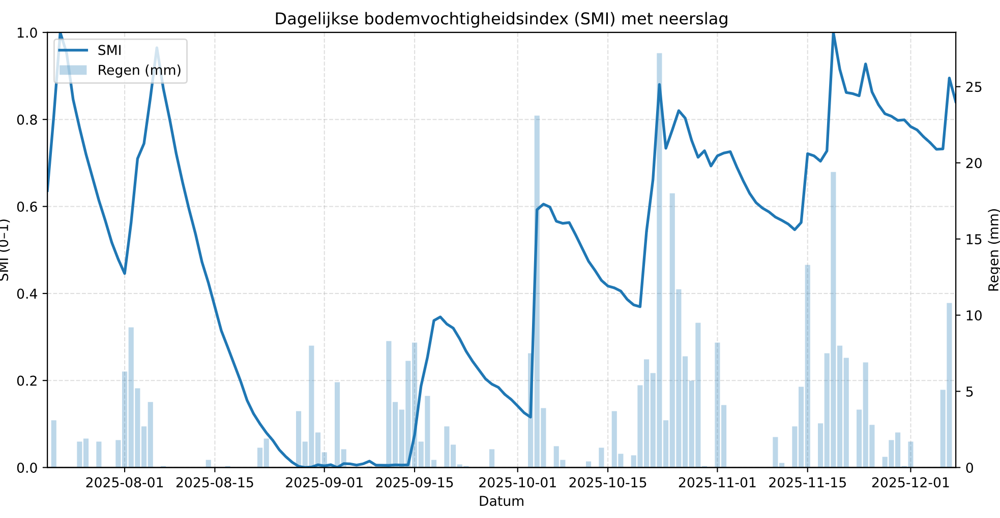 Dagelijkse bodemvochtigheidsindex (SMI) met neerslag
SMI
Regen (mm)
1.0
0.8
0.6
0.4
0.2
0.0
SMI (0–1)
25
20
15
10
5
0
Regen (mm)
2025-08-01 2025-08-15 2025-09-01 2025-09-15 2025-10-01 2025-10-15 2025-11-01 2025-11-15 2025-12-01
Datum